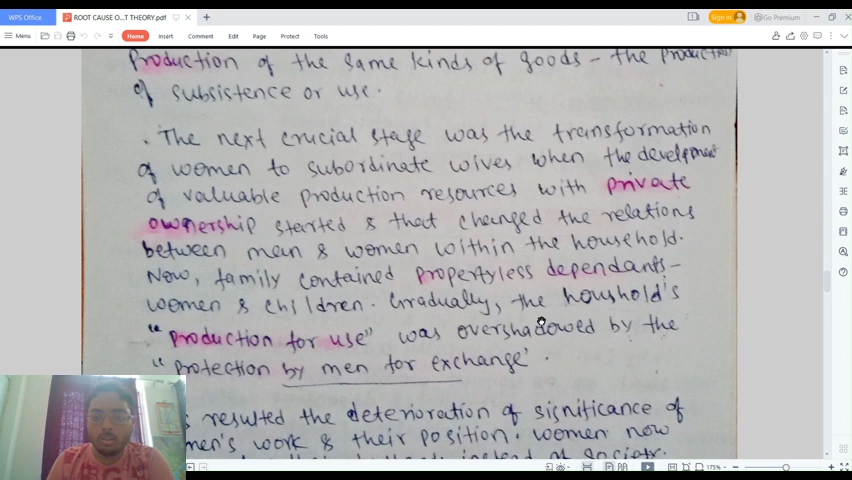 WPS Office
ROOT CAUSE O...T THEORY.pdf
Sign in
Go Premium
Menu
Home
Insert
Comment
Edit
Page
Protect
Tools
Production of the same kinds of goods - the production
of subsistence or use.
. The next crucial stage was the transformation
of women to subordinate wives when the development
of valuable production resources with private
ownership started & that changed the relations
between men & women within the household.
Now, family contained propertyless dependants-
women & children. Gradually, the houshold's
"production for use" was overshadowed by the
"protection by men for exchange'.
resulted the deterioration of significance of
men's work & their position. women now
instead of society.
175%